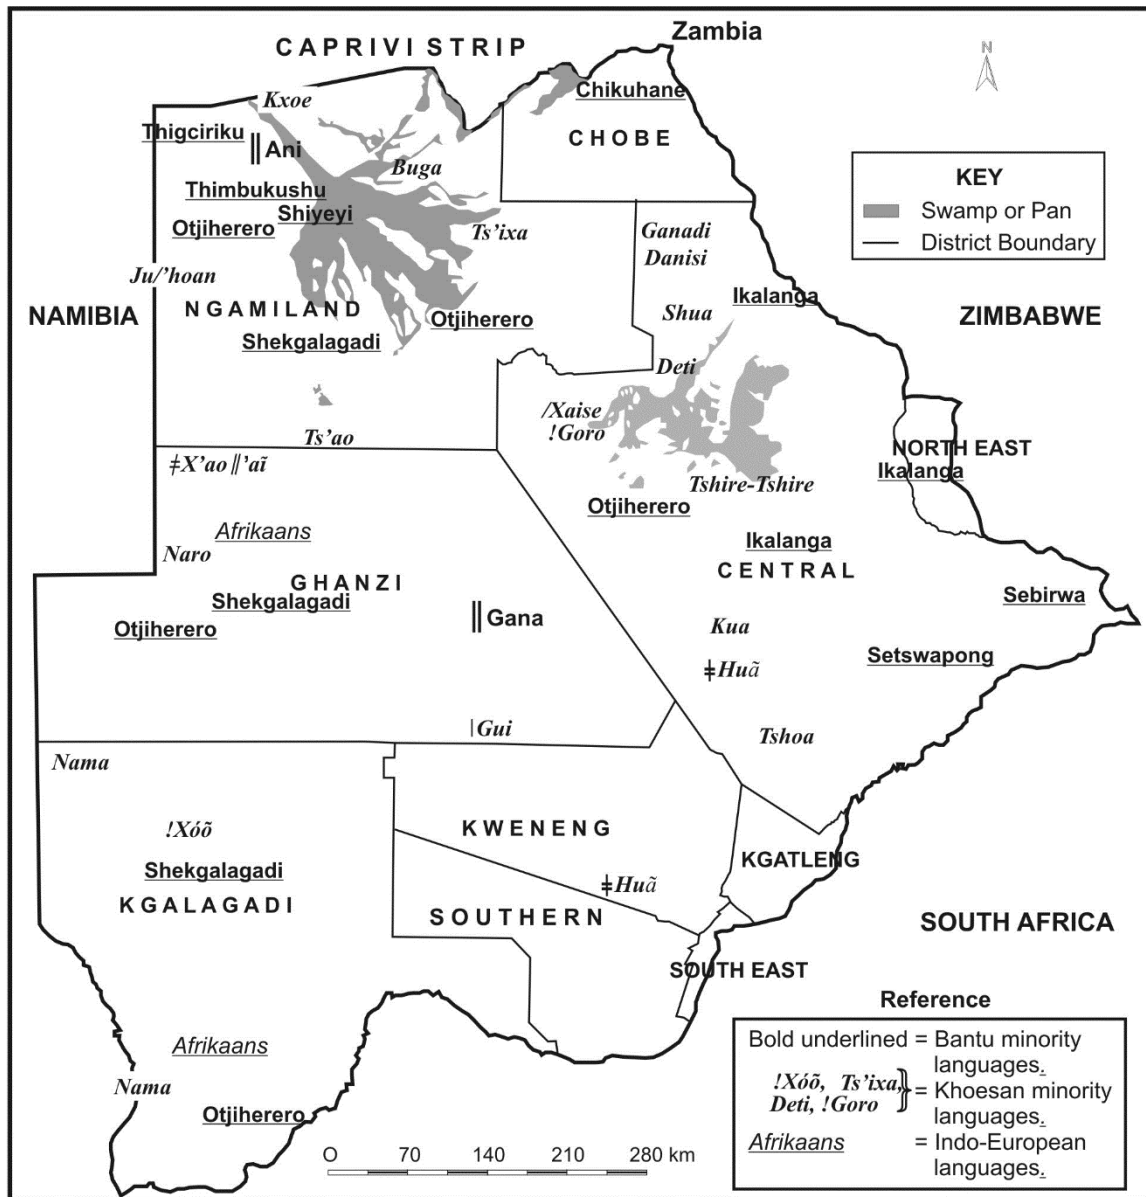 Zambia
CAPRIVI STRIP
N
Chikuhane
Kxoe
Thigciriku
ǁAni
CHOBE
Buga
KEY
Swamp or Pan
District Boundary
Thimbukushu
Shiyeyi
Otjiherero
Ts'ixa
Ganadi
Danisi
Ju/'hoan
Ikalanga
NAMIBIA
NGAMILAND
Otjiherero
Shua
ZIMBABWE
Shekgalagadi
Deti
/Xaise
!Goro
Ts'ao
NORTH EAST
Ikalanga
ǂX'ao ǁ'aĩ
Tshire-Tshire
Otjiherero
Afrikaans
Naro
Ikalanga
CENTRAL
GHANZI
Shekgalagadi
Sebirwa
ǁGana
Otjiherero
Kua
Setswapong
ǂHuã
ǀGui
Tshoa
Nama
!Xóõ
KWENENG
Shekgalagadi
KGATLENG
ǂHuã
KGALAGADI
SOUTHERN
SOUTH AFRICA
SOUTH EAST
Reference
Bold underlined = Bantu minority
languages.
!Xóõ, Ts'ixa,
Deti, !Goro } = Khoesan minority
languages.
Afrikaans = Indo-European
languages.
Afrikaans
Nama
Otjiherero
O 70 140 210 280 km